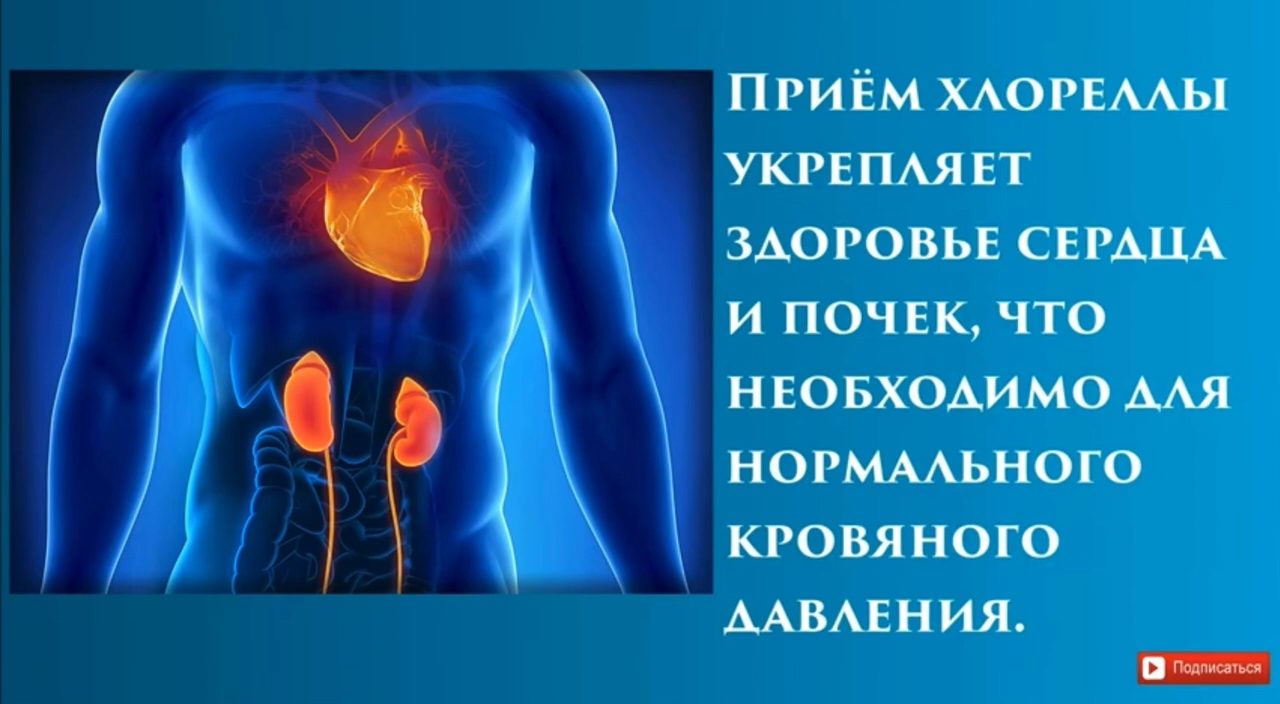 Приём хлореллы
укрепляет
здоровье сердца
и почек, что
необходимо для
нормального
кровяного
давления.
Подписаться